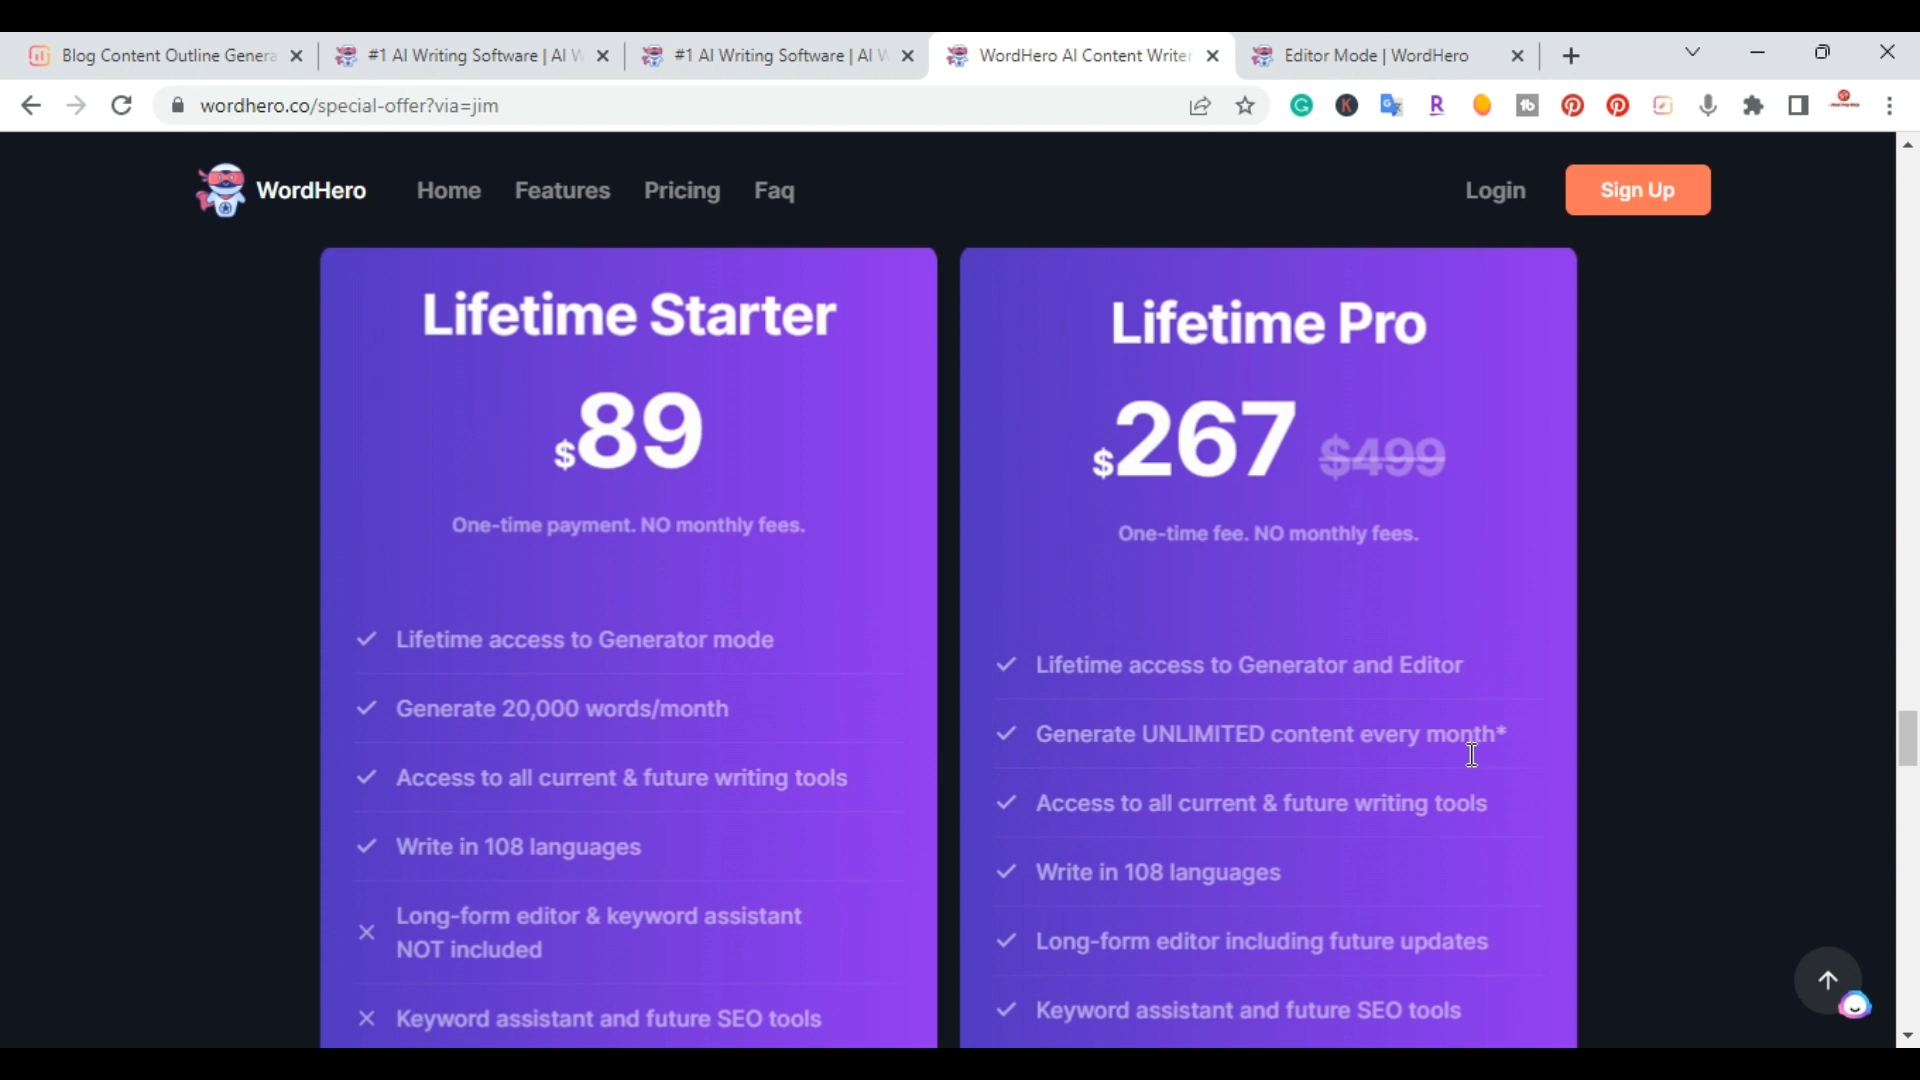 Blog Content Outline Genera
#1 AI Writing Software | AI W
#1 AI Writing Software | AI W
WordHero AI Content Writer
Editor Mode | WordHero
wordhero.co/special-offer?via=jim
WordHero
Home
Features
Pricing
Faq
Login
Sign Up
Lifetime Starter
$89
One-time payment. NO monthly fees.
Lifetime access to Generator mode
Generate 20,000 words/month
Access to all current & future writing tools
Write in 108 languages
Long-form editor & keyword assistant
NOT included
Keyword assistant and future SEO tools
Lifetime Pro
$267 $499
One-time fee. NO monthly fees.
Lifetime access to Generator and Editor
Generate UNLIMITED content every month*
Access to all current & future writing tools
Write in 108 languages
Long-form editor including future updates
Keyword assistant and future SEO tools